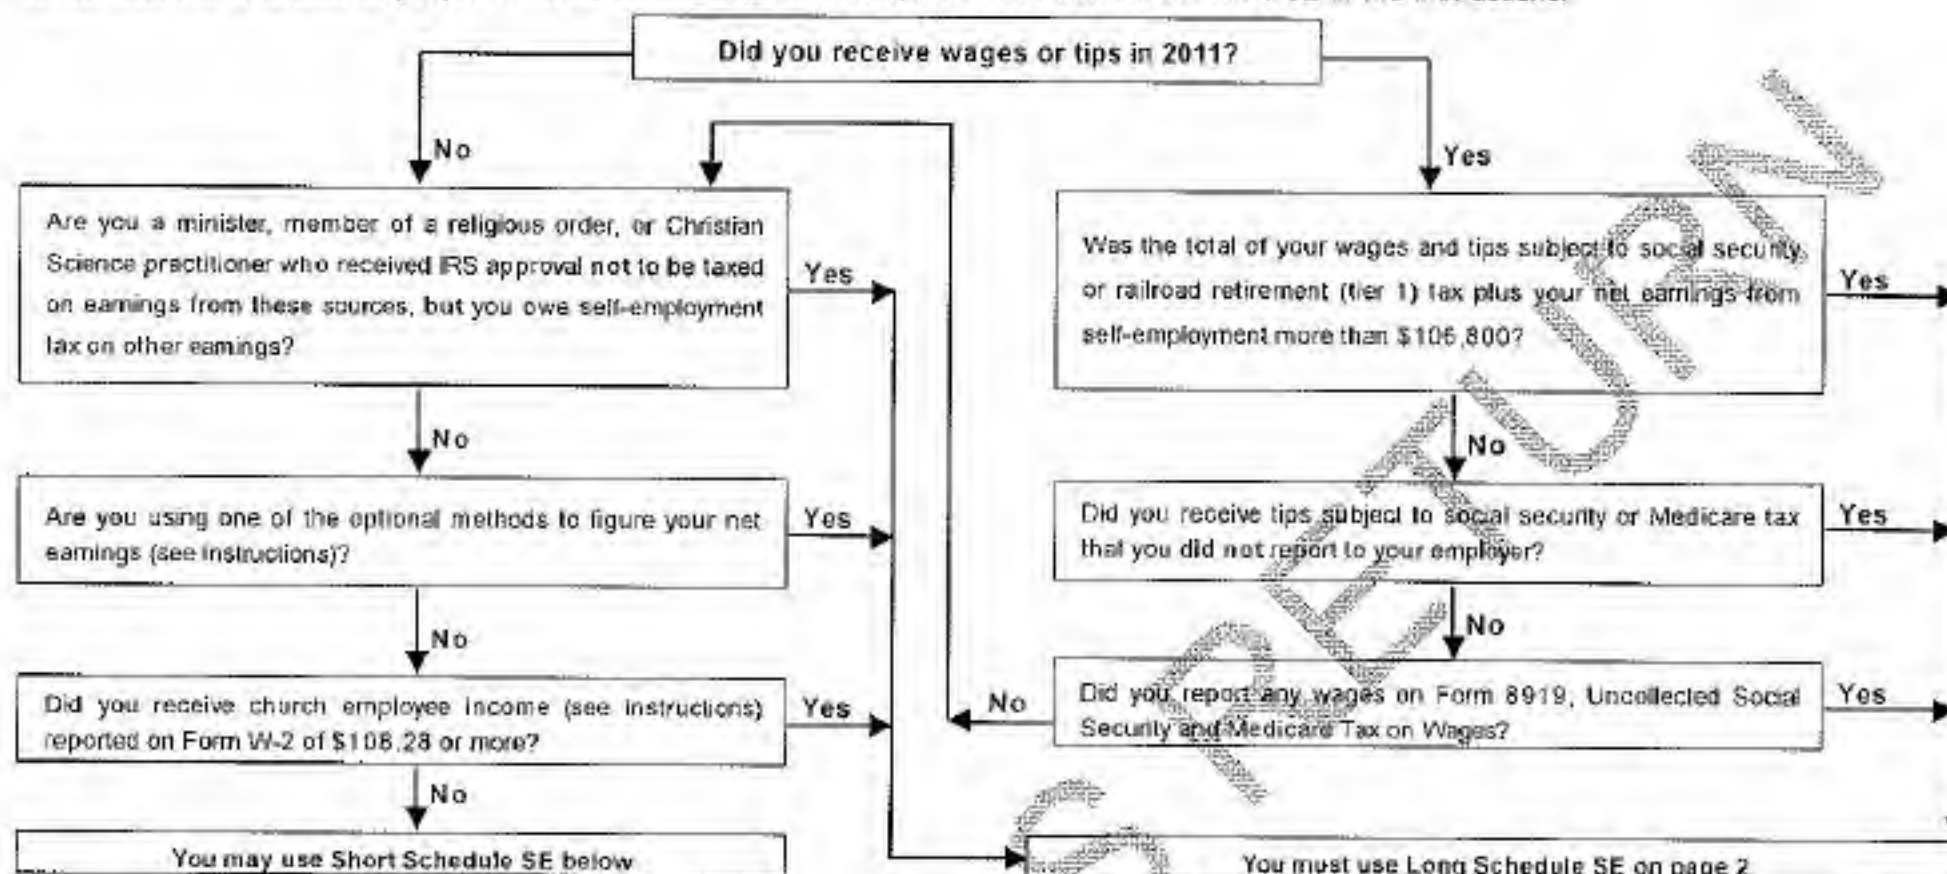 Did you receive wages or tips in 2011?
No
Yes
Are you a minister, member of a religious order, or Christian
Science practitioner who received IRS approval not to be taxed
on earnings from these sources, but you owe self-employment
tax on other earnings?
Yes
Was the total of your wages and tips subject to social security
or railroad retirement (tier 1) tax plus your net earnings from
self-employment more than $106,800?
Yes
No
No
Are you using one of the optional methods to figure your net
earnings (see instructions)?
Yes
Did you receive tips subject to social security or Medicare tax
that you did not report to your employer?
Yes
No
No
Did you receive church employee income (see instructions)
reported on Form W-2 of $108.28 or more?
Yes
No
Did you report any wages on Form 8919, Uncollected Social
Security and Medicare Tax on Wages?
Yes
No
You may use Short Schedule SE below
You must use Long Schedule SE on page 2
RETURN